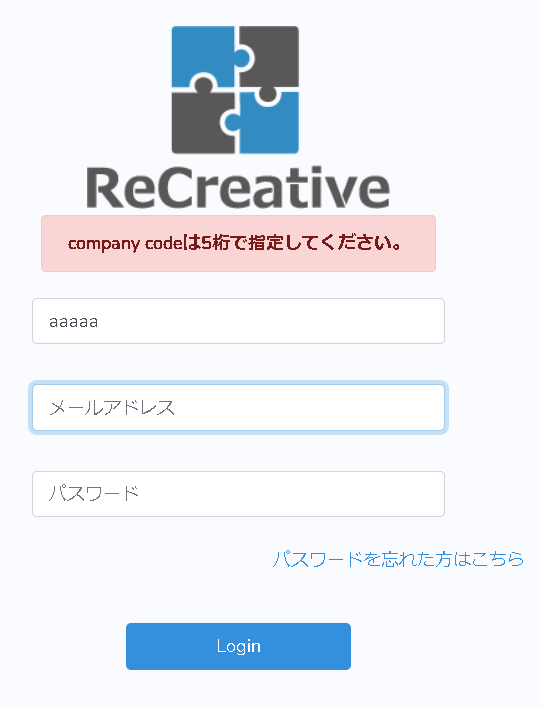 ReCreative
company codeは5桁で指定してください。
aaaaa
メールアドレス
パスワード
パスワードを忘れた方はこちら
Login